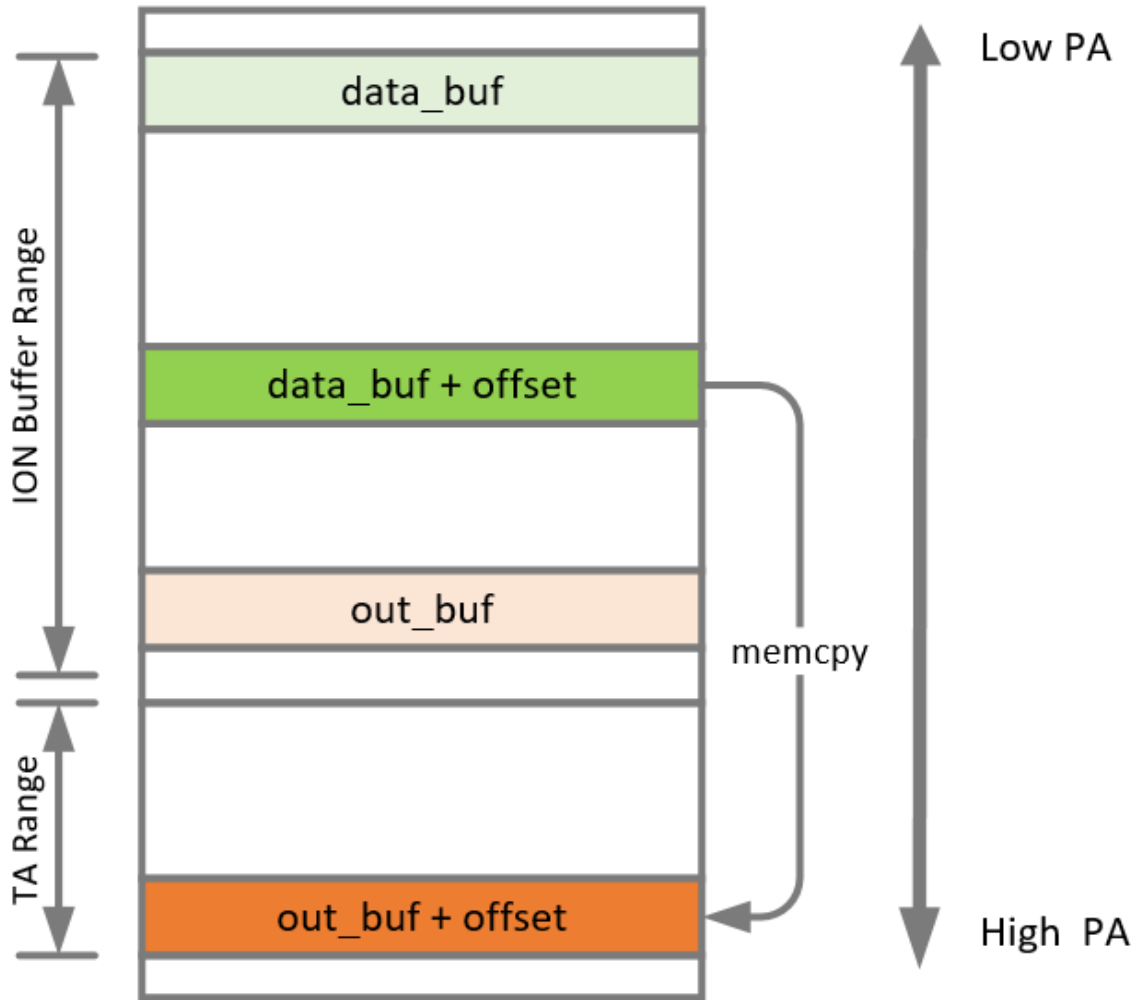 Low PA
data_buf
ION Buffer Range
data_buf + offset
out_buf
memcpy
TA Range
out_buf + offset
High PA